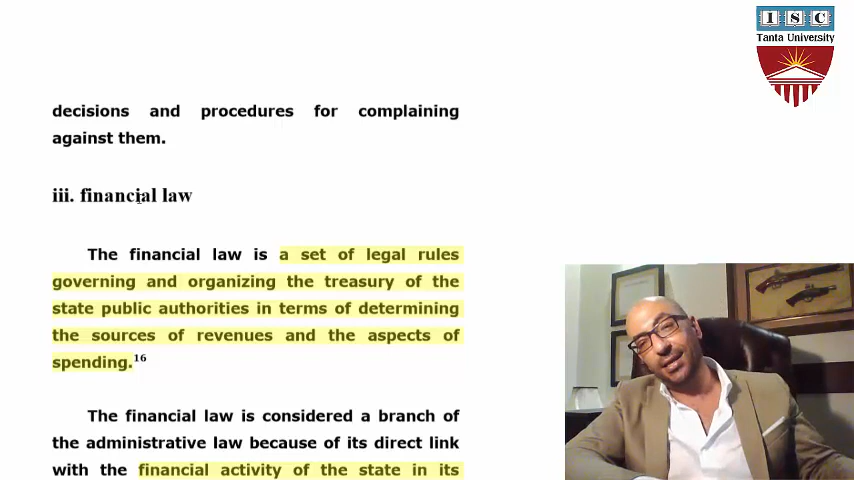 ISC
Tanta University
decisions and procedures for complaining
against them.
iii. financial law
The financial law is a set of legal rules
governing and organizing the treasury of the
state public authorities in terms of determining
the sources of revenues and the aspects of
spending.16
The financial law is considered a branch of
the administrative law because of its direct link
with the financial activity of the state in its